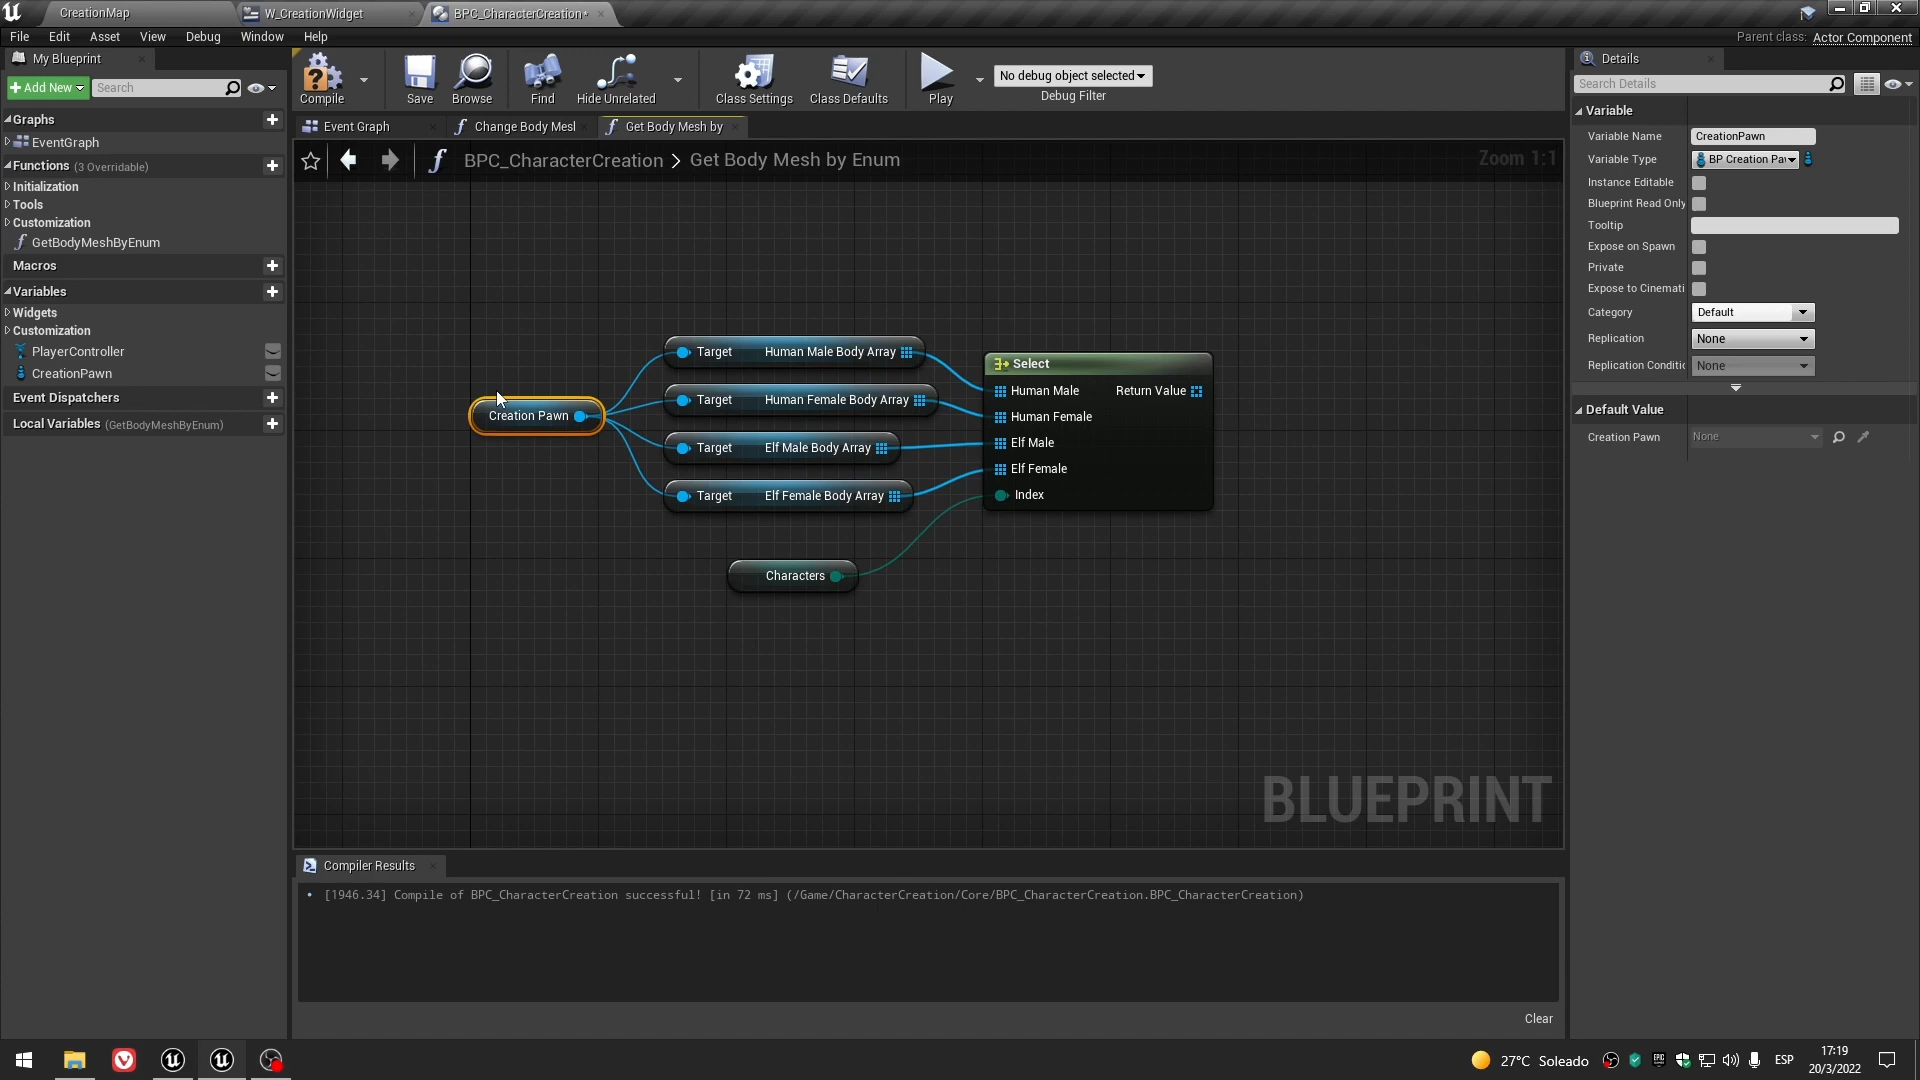 CreationMap
W_CreationWidget
BPC_CharacterCreation*
File
Edit
Asset
View
Debug
Window
Help
Parent class:
Actor Component
My Blueprint
Add New
Search
Graphs
EventGraph
Functions (3 Overridable)
Initialization
Tools
Customization
GetBodyMeshByEnum
Macros
Variables
Widgets
Customization
PlayerController
CreationPawn
Event Dispatchers
Local Variables (GetBodyMeshByEnum)
Compile
Save
Browse
Find
Hide Unrelated
Class Settings
Class Defaults
Play
No debug object selected
Debug Filter
Event Graph
Change Body Mesl
Get Body Mesh by
BPC_CharacterCreation > Get Body Mesh by Enum
Zoom 1:1
Creation Pawn
Target
Human Male Body Array
Target
Human Female Body Array
Target
Elf Male Body Array
Target
Elf Female Body Array
Characters
Select
Human Male
Return Value
Human Female
Elf Male
Elf Female
Index
BLUEPRINT
Compiler Results
[1946.34] Compile of BPC_CharacterCreation successful! [in 72 ms] (/Game/CharacterCreation/Core/BPC_CharacterCreation.BPC_CharacterCreation)
Clear
Details
Search Details
Variable
Variable Name
CreationPawn
Variable Type
BP Creation Pav
Instance Editable
Blueprint Read Only
Tooltip
Expose on Spawn
Private
Expose to Cinemati
Category
Default
Replication
None
Replication Conditic
None
Default Value
Creation Pawn
None
27°C Soleado
ESP
17:19
20/3/2022